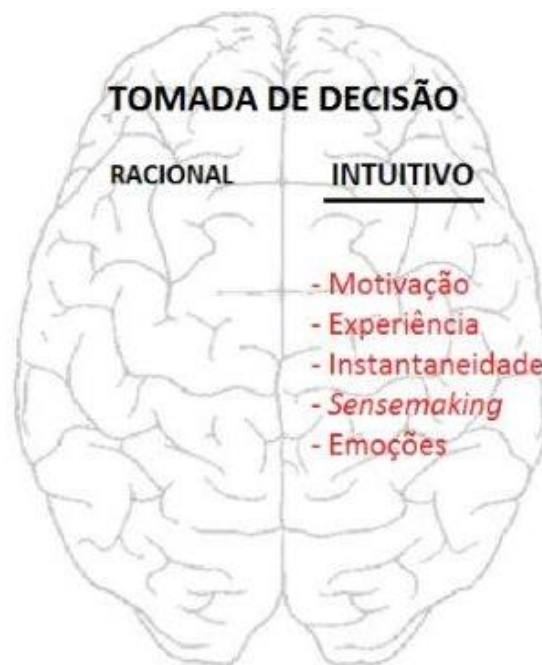 TOMADA DE DECISÃO
RACIONAL INTUITIVO
- Motivação
- Experiência
- Instantaneidade
- Sensemaking
- Emoções